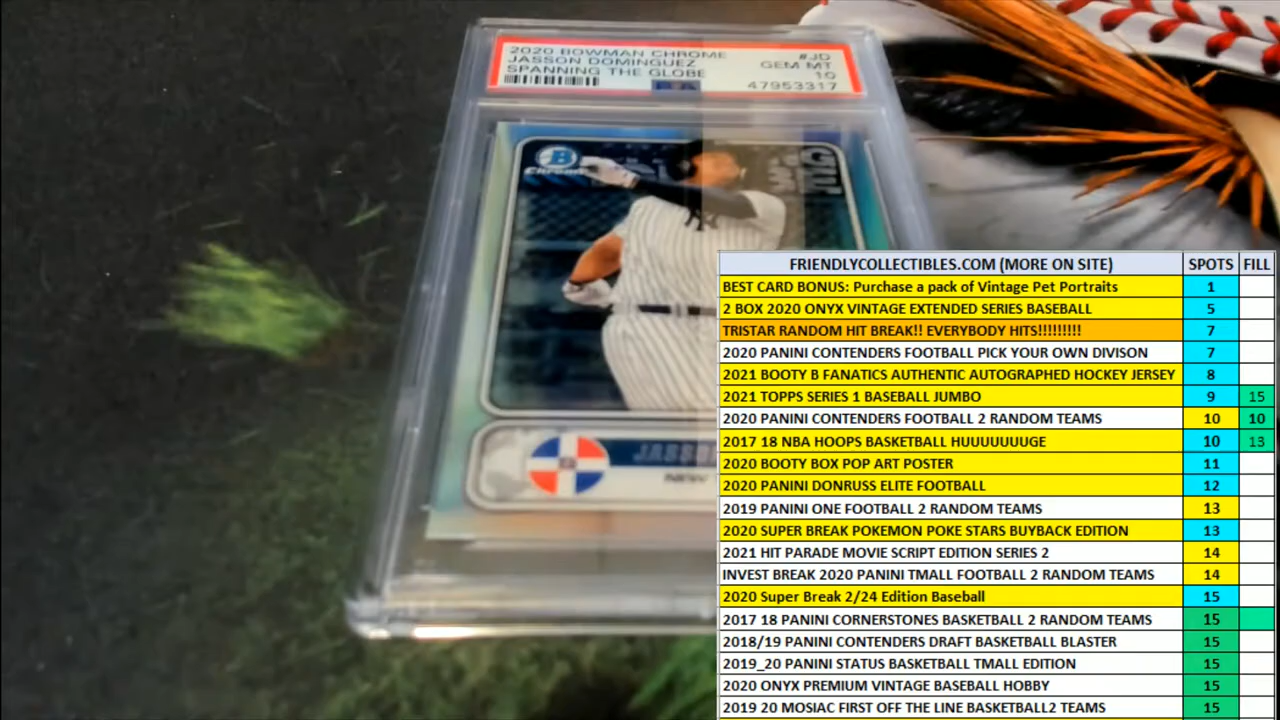 2020 BOWMAN CHROME #JD
JASSON DOMINGUEZ GEM MT
SPANNING THE GLOBE 10
47953317
B
Chrome
NY
JASSO
NEW
FRIENDLYCOLLECTIBLES.COM (MORE ON SITE) SPOTS FILL
BEST CARD BONUS: Purchase a pack of Vintage Pet Portraits 1
2 BOX 2020 ONYX VINTAGE EXTENDED SERIES BASEBALL 5
TRISTAR RANDOM HIT BREAK!! EVERYBODY HITS!!!!!!!!! 7
2020 PANINI CONTENDERS FOOTBALL PICK YOUR OWN DIVISON 7
2021 BOOTY B FANATICS AUTHENTIC AUTOGRAPHED HOCKEY JERSEY 8
2021 TOPPS SERIES 1 BASEBALL JUMBO 9 15
2020 PANINI CONTENDERS FOOTBALL 2 RANDOM TEAMS 10 10
2017 18 NBA HOOPS BASKETBALL HUUUUUUUGE 10 13
2020 BOOTY BOX POP ART POSTER 11
2020 PANINI DONRUSS ELITE FOOTBALL 12
2019 PANINI ONE FOOTBALL 2 RANDOM TEAMS 13
2020 SUPER BREAK POKEMON POKE STARS BUYBACK EDITION 13
2021 HIT PARADE MOVIE SCRIPT EDITION SERIES 2 14
INVEST BREAK 2020 PANINI TMALL FOOTBALL 2 RANDOM TEAMS 14
2020 Super Break 2/24 Edition Baseball 15
2017 18 PANINI CORNERSTONES BASKETBALL 2 RANDOM TEAMS 15
2018/19 PANINI CONTENDERS DRAFT BASKETBALL BLASTER 15
2019_20 PANINI STATUS BASKETBALL TMALL EDITION 15
2020 ONYX PREMIUM VINTAGE BASEBALL HOBBY 15
2019 20 MOSIAC FIRST OFF THE LINE BASKETBALL2 TEAMS 15